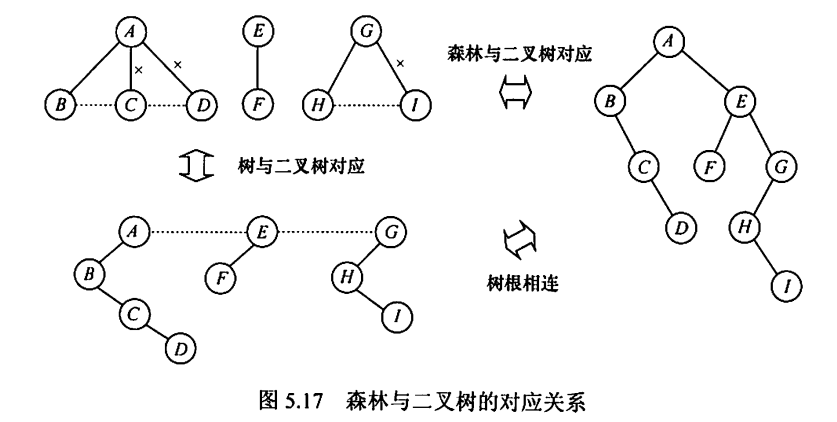 A E G
× × ×
B C D F H I
森林与二叉树对应
A
B E
C F G
D H
I
树与二叉树对应
A E G
B F H
C I
D
树根相连
图 5.17 森林与二叉树的对应关系